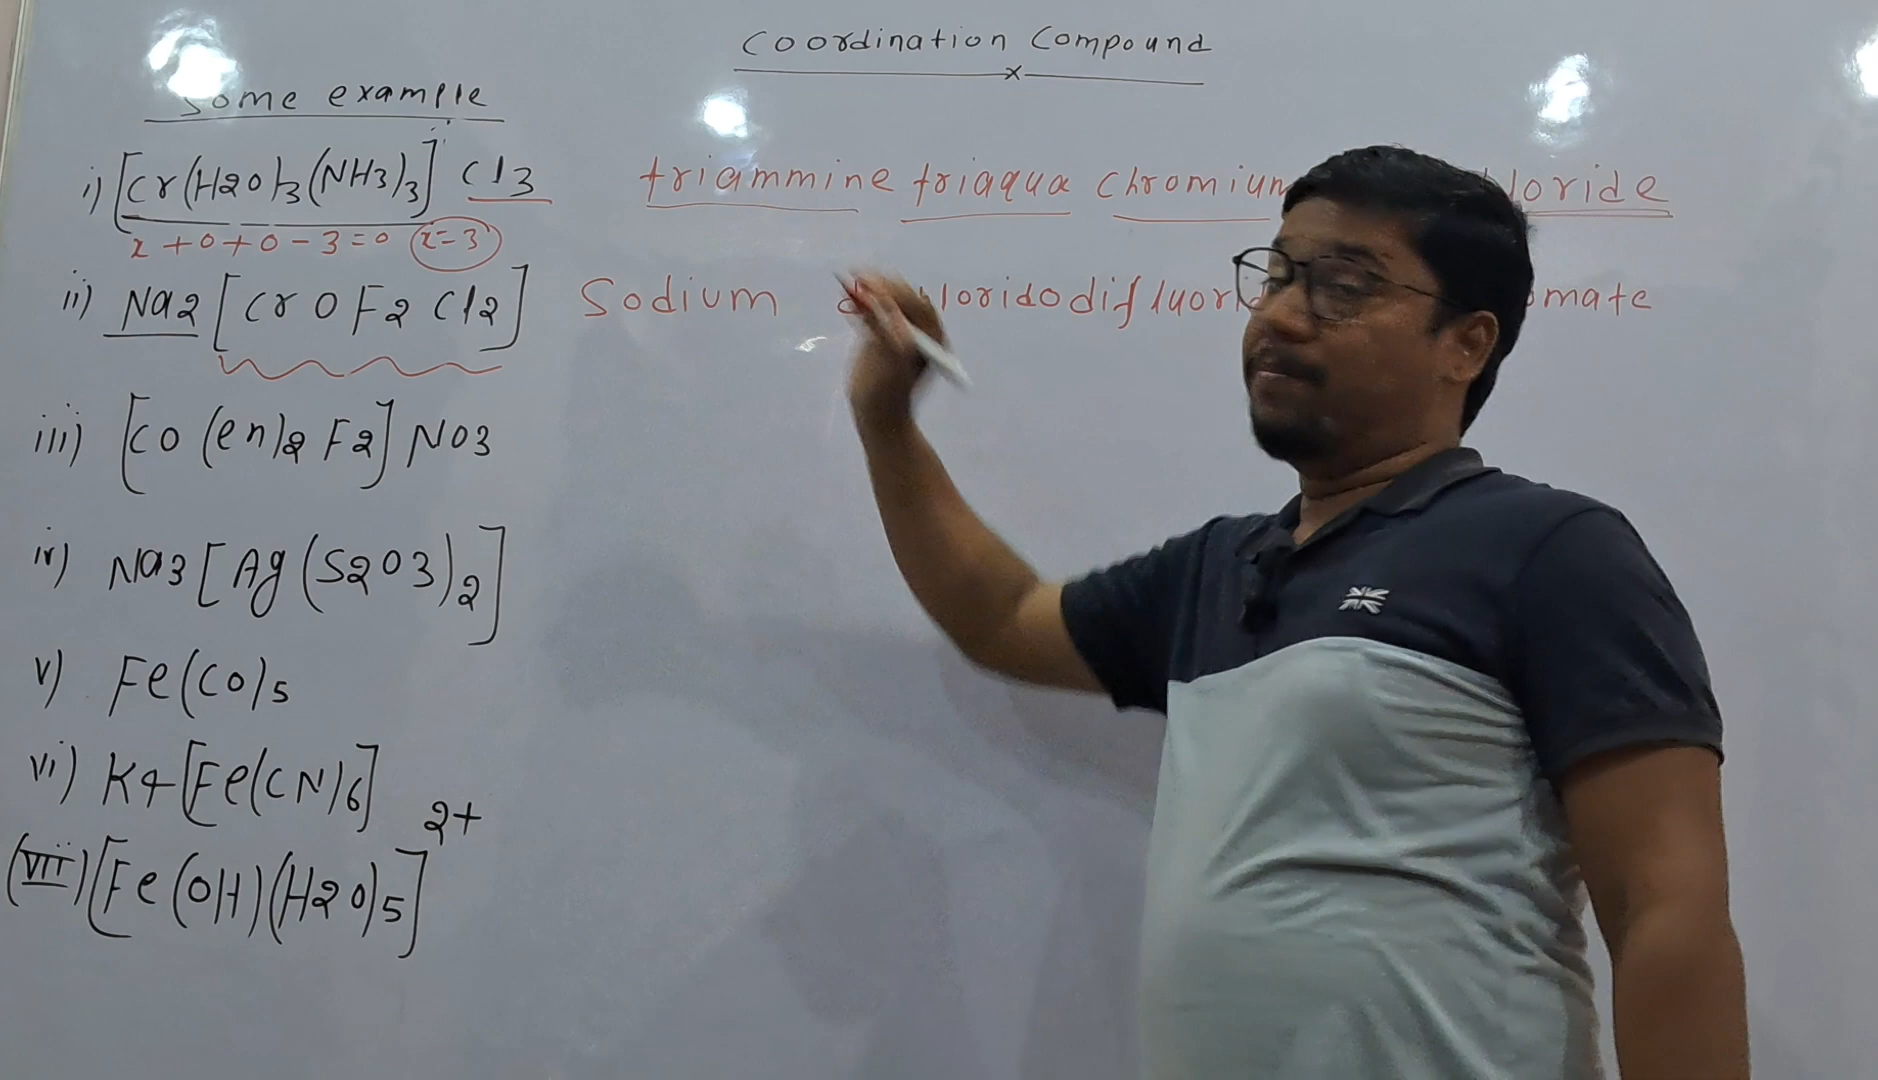 Coordination Compound
Some example
i) [Cr(H2O)3(NH3)3] Cl3 triammine triaqua chromium loride
x+0+0-3=0 x=3
ii) Na2 [Cr O F2 Cl2] Sodium mate
iii) [Co (en)2 F2] NO3
iv) Na3 [Ag (S2O3)2]
v) Fe(CO)5
vi) K4[Fe(CN)6]
(vii) [Fe (OH) (H2O)5] 2+